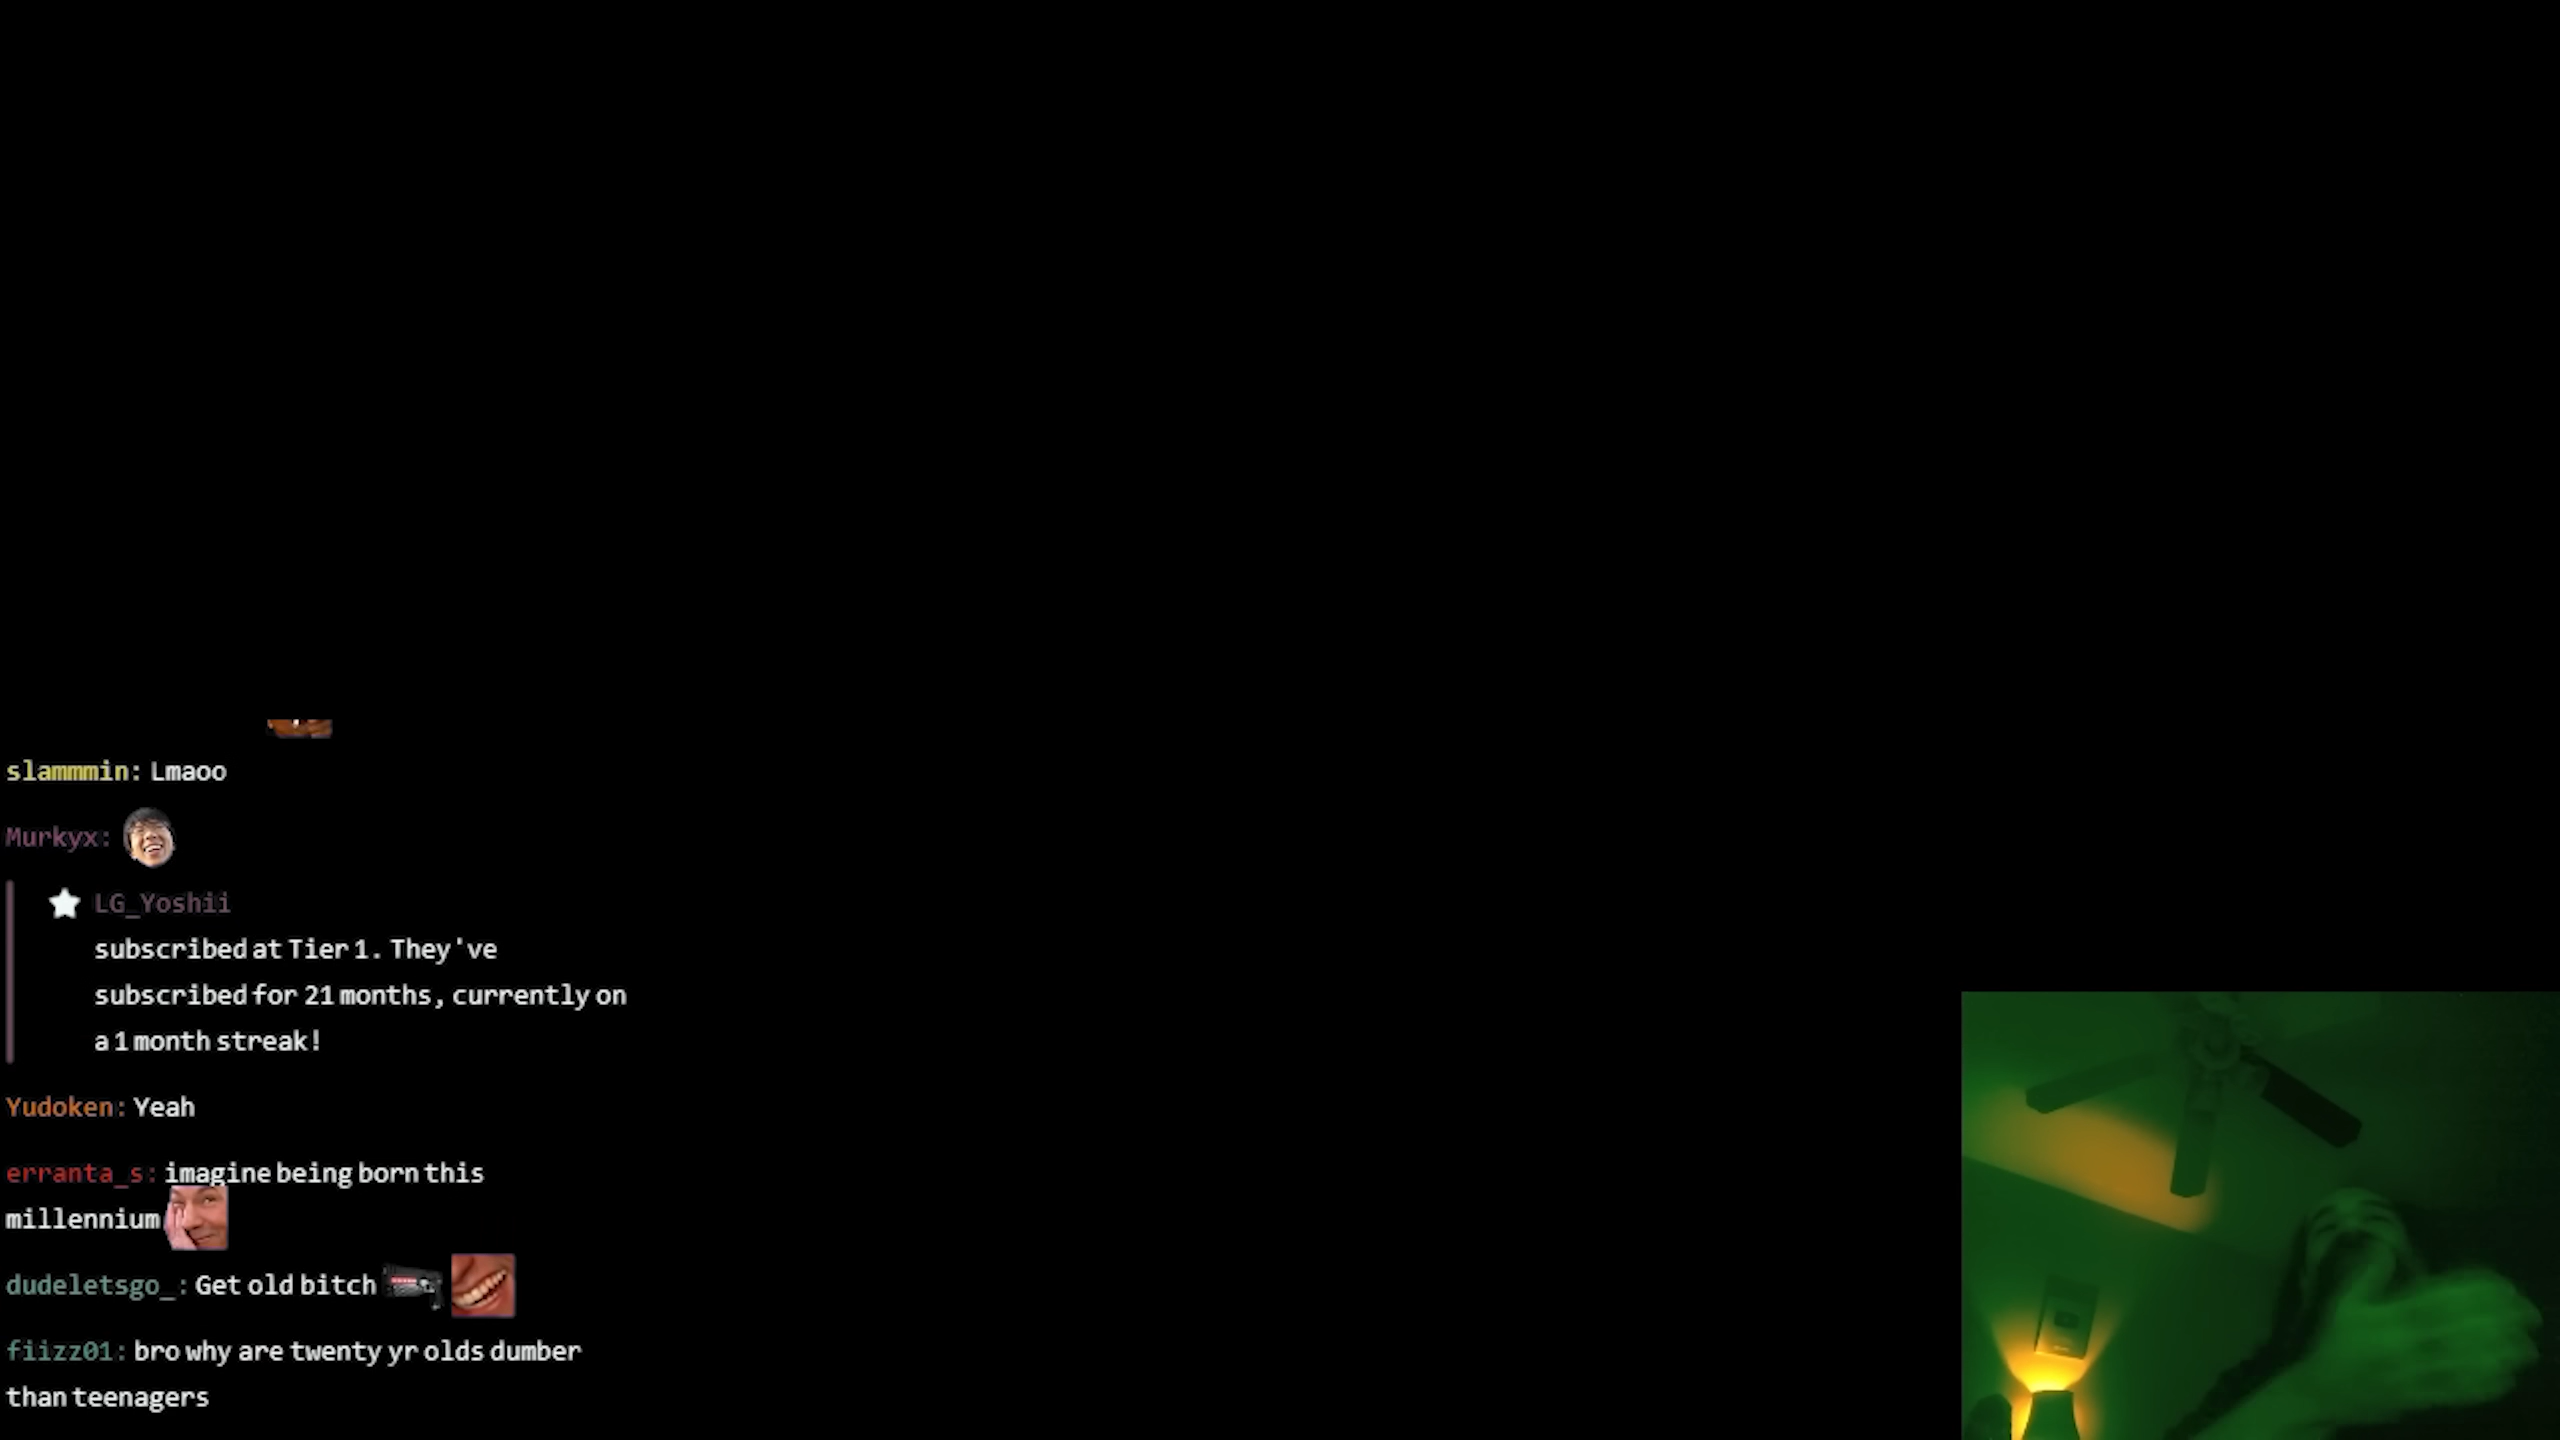 slammmin: Lmaoo
Murkyx:
LG_Yoshii
subscribed at Tier 1. They've
subscribed for 21 months, currently on
a 1 month streak!
Yudoken: Yeah
erranta_s: imagine being born this
millennium
dudeletsgo_: Get old bitch
fiizz01: bro why are twenty yr olds dumber
than teenagers